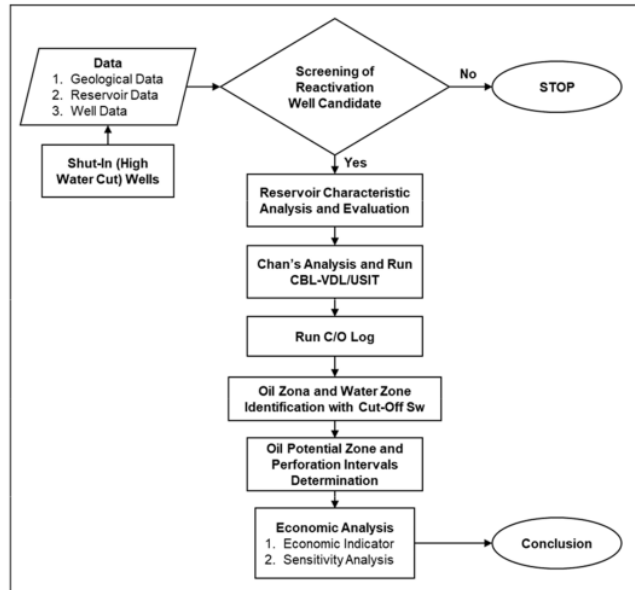 Data
1. Geological Data
2. Reservoir Data
3. Well Data
Shut-In (High
Water Cut) Wells
Screening of
Reactivation
Well Candidate
No
STOP
Yes
Reservoir Characteristic
Analysis and Evaluation
Chan's Analysis and Run
CBL-VDL/USIT
Run C/O Log
Oil Zona and Water Zone
Identification with Cut-Off Sw
Oil Potential Zone and
Perforation Intervals
Determination
Economic Analysis
1. Economic Indicator
2. Sensitivity Analysis
Conclusion